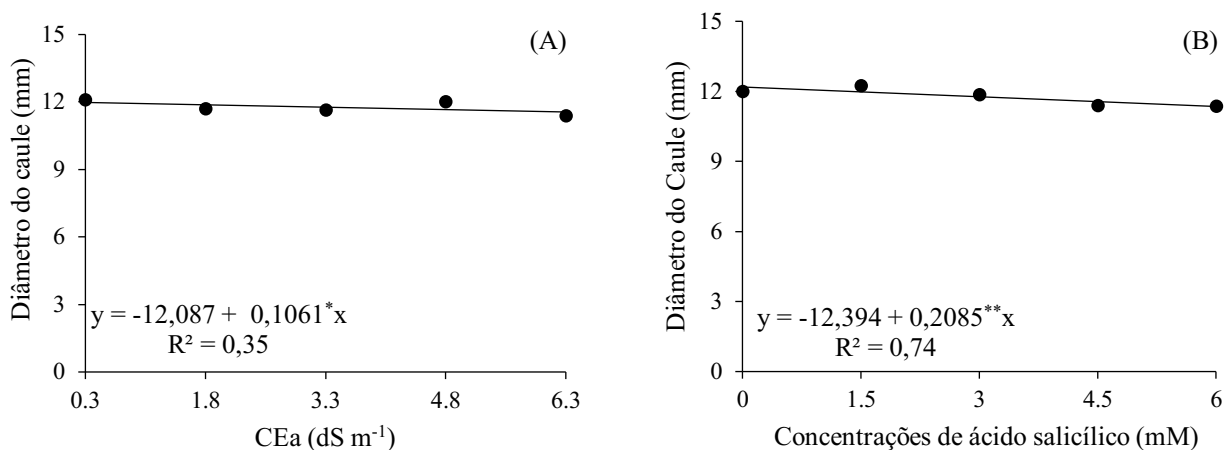 (A)
Diâmetro do caule (mm)
15
12
9
6
3
0
y = -12,087 + 0,1061*x
R² = 0,35
0.3 1.8 3.3 4.8 6.3
CEa (dS m⁻¹)
(B)
Diâmetro do Caule (mm)
15
12
9
6
3
0
y = -12,394 + 0,2085**x
R² = 0,74
0 1.5 3 4.5 6
Concentrações de ácido salicílico (mM)